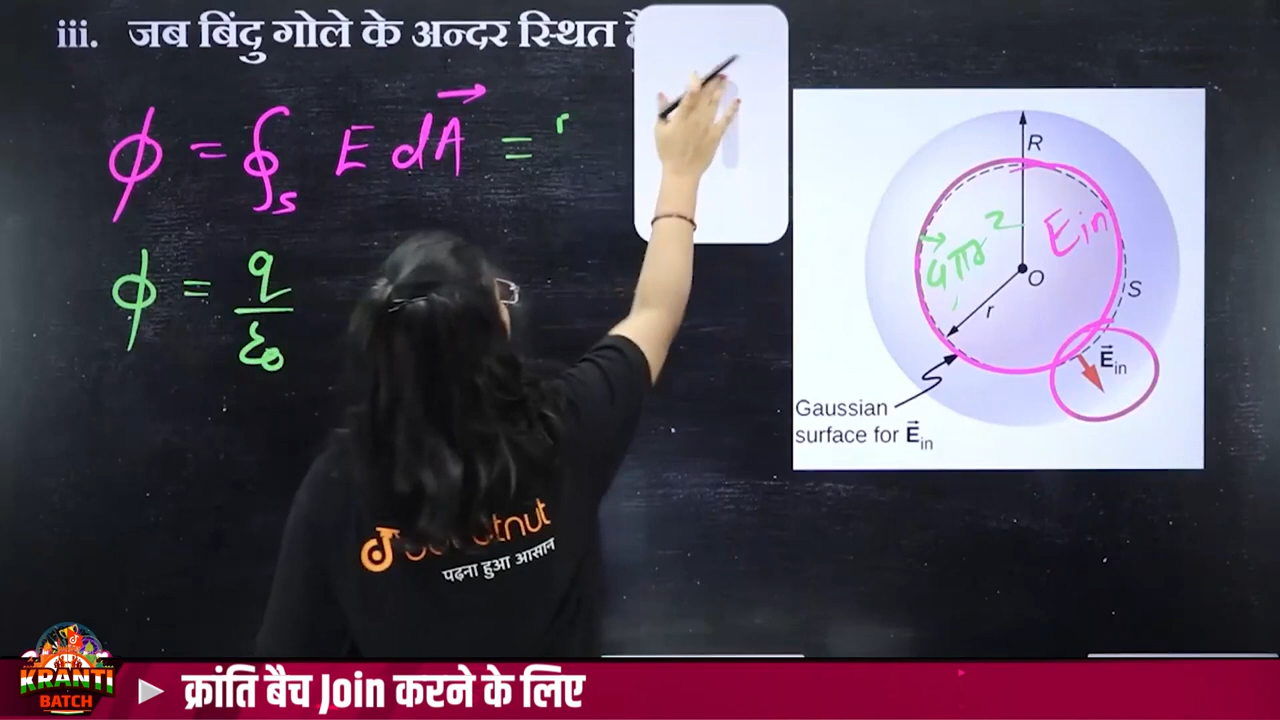 iii. जब बिंदु गोले के अन्दर स्थित
ϕ = ∮s E dA⃗ =
ϕ = q/ε0
R
4πr²
Ein
O
S
r
E⃗in
Gaussian
surface for E⃗in
पढ़ना हुआ आसान
KRANTI
BATCH
क्रांति बैच Join करने के लिए